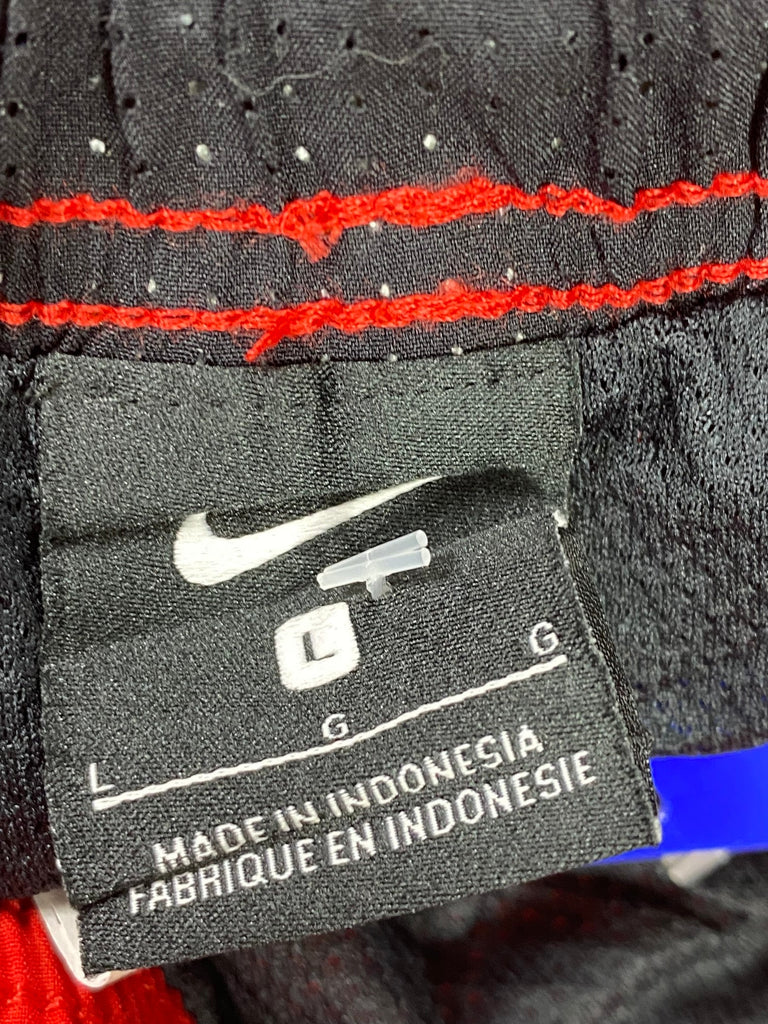 L
L G G
MADE IN INDONESIA
FABRIQUE EN INDONESIE